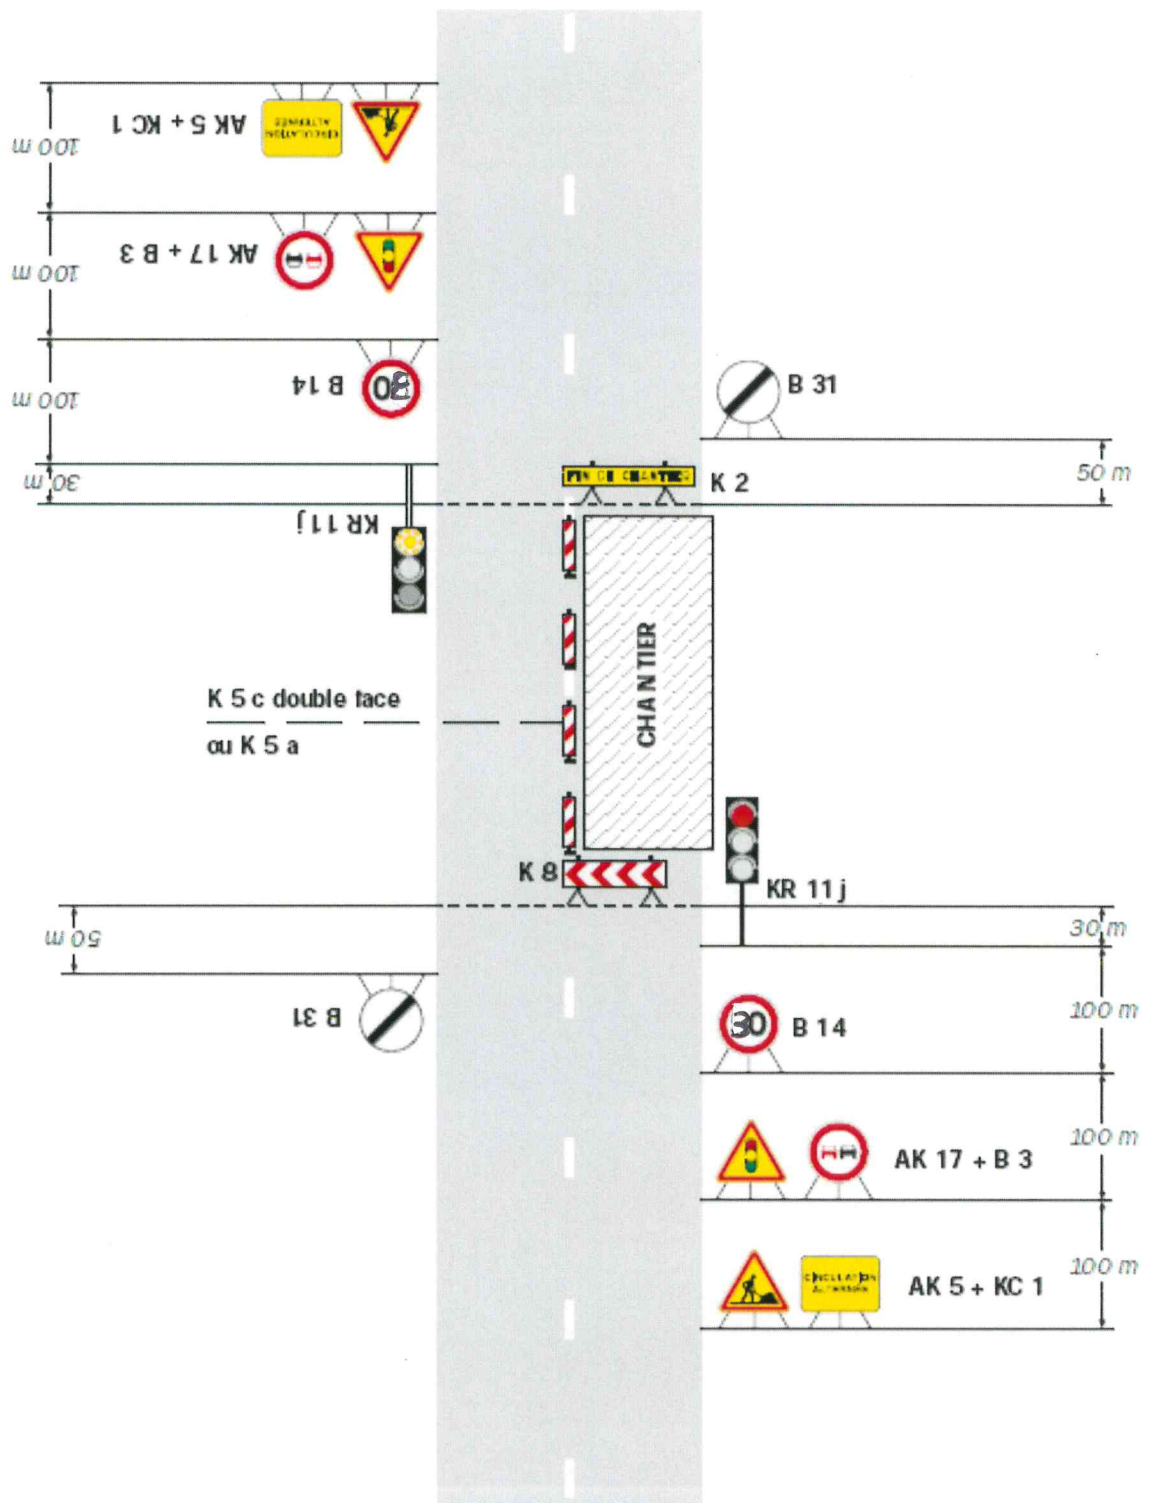 AK 5 + KC 1
CIRCULATION
ALTERNÉE
100 m
AK 17 + B 3
100 m
B 14
30
100 m
B 31
50 m
30 m
FIN DE CHANTIER
K 2
KR 11 j
CHANTIER
K 5 c double face
ou K 5 a
K 8
KR 11 j
30 m
50 m
B 31
30
B 14
100 m
AK 17 + B 3
100 m
CIRCULATION
ALTERNÉE
AK 5 + KC 1
100 m